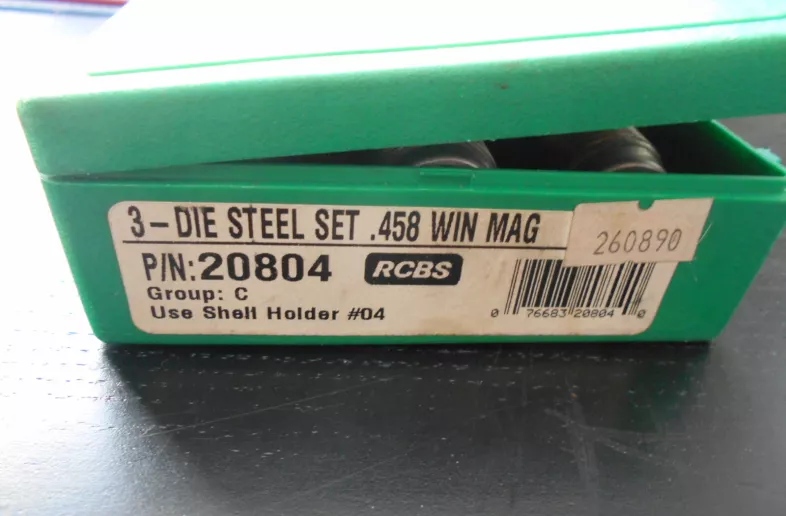 3-DIE STEEL SET .458 WIN MAG
260890
P/N:20804 RCBS
Group: C
Use Shell Holder #04
0 76683 20804 0